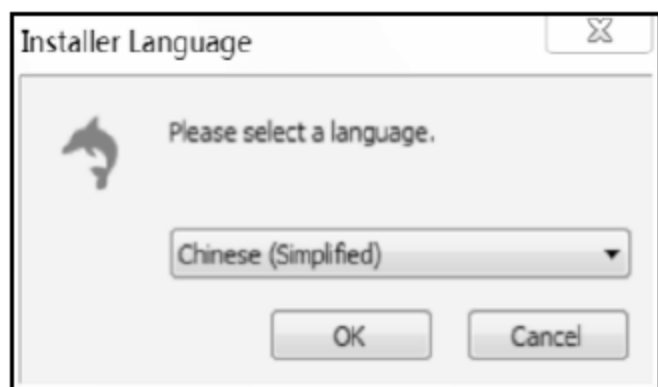 Installer Language
Please select a language.
Chinese (Simplified)
OK
Cancel